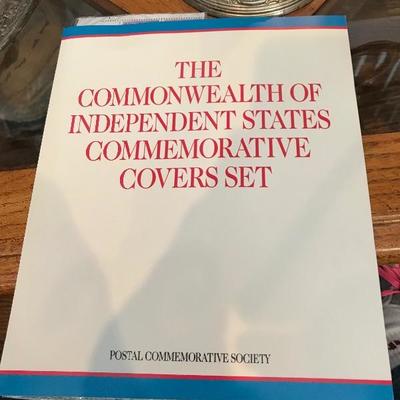 THE
COMMONWEALTH OF
INDEPENDENT STATES
COMMEMORATIVE
COVERS SET
POSTAL COMMEMORATIVE SOCIETY